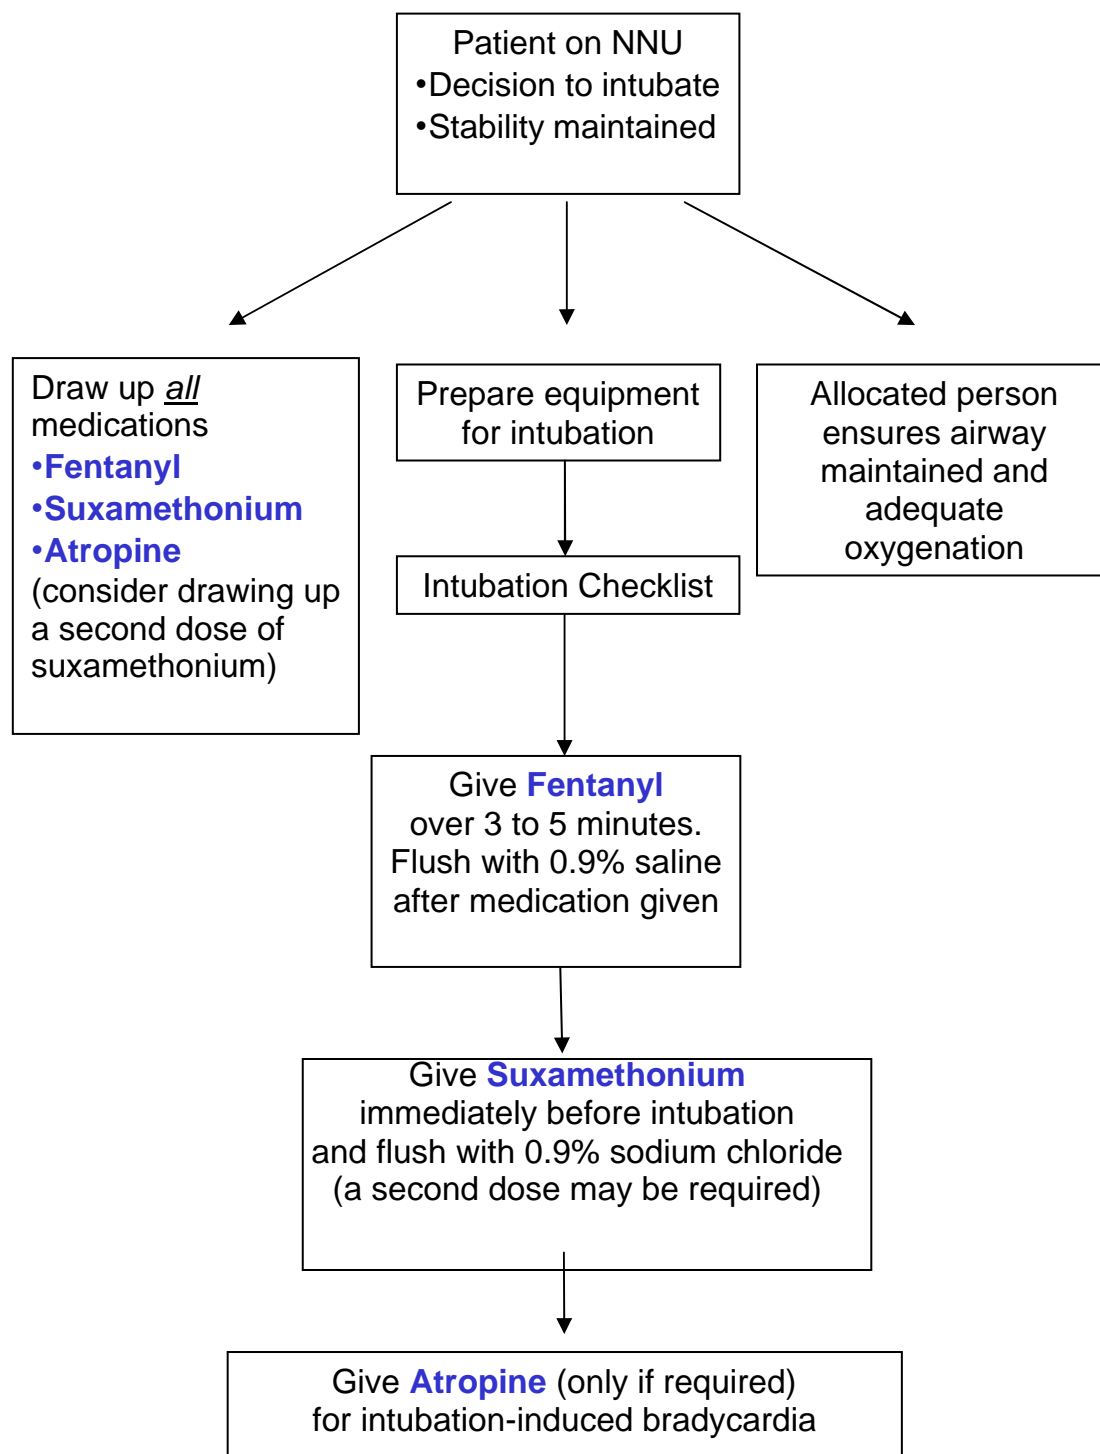 Patient on NNU
•Decision to intubate
•Stability maintained
Draw up all
medications
•Fentanyl
•Suxamethonium
•Atropine
(consider drawing up
a second dose of
suxamethonium)
Prepare equipment
for intubation
Allocated person
ensures airway
maintained and
adequate
oxygenation
Intubation Checklist
Give Fentanyl
over 3 to 5 minutes.
Flush with 0.9% saline
after medication given
Give Suxamethonium
immediately before intubation
and flush with 0.9% sodium chloride
(a second dose may be required)
Give Atropine (only if required)
for intubation-induced bradycardia